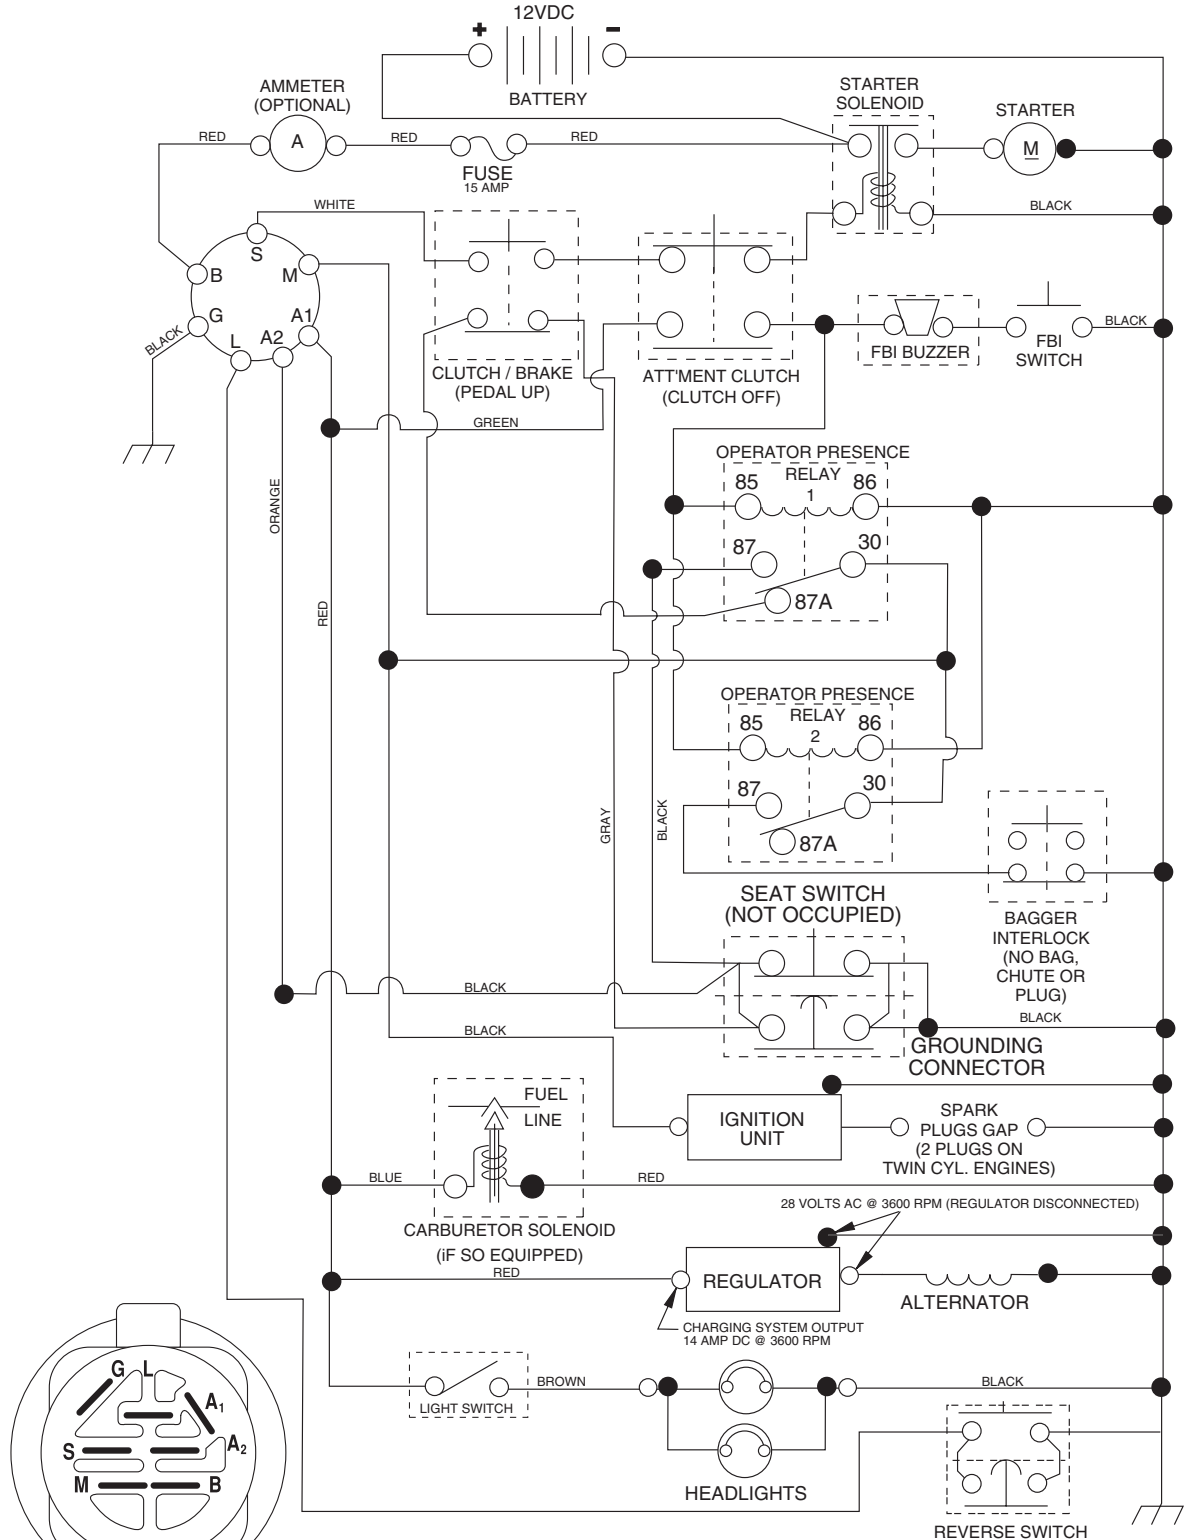 12VDC
+
−
BATTERY
AMMETER
(OPTIONAL)
RED
A
RED
FUSE
15 AMP
RED
STARTER
SOLENOID
STARTER
M
BLACK
WHITE
S
B
M
G
A1
L
A2
BLACK
CLUTCH / BRAKE
(PEDAL UP)
ATT'MENT CLUTCH
(CLUTCH OFF)
FBI BUZZER
FBI
SWITCH
BLACK
GREEN
ORANGE
RED
OPERATOR PRESENCE
RELAY
1
85
86
87
30
87A
OPERATOR PRESENCE
RELAY
2
85
86
87
30
87A
GRAY
BLACK
BAGGER
INTERLOCK
(NO BAG,
CHUTE OR
PLUG)
SEAT SWITCH
(NOT OCCUPIED)
BLACK
BLACK
BLACK
GROUNDING
CONNECTOR
FUEL
LINE
IGNITION
UNIT
SPARK
PLUGS GAP
(2 PLUGS ON
TWIN CYL. ENGINES)
BLUE
RED
CARBURETOR SOLENOID
(iF SO EQUIPPED)
28 VOLTS AC @ 3600 RPM (REGULATOR DISCONNECTED)
RED
REGULATOR
ALTERNATOR
CHARGING SYSTEM OUTPUT
14 AMP DC @ 3600 RPM
LIGHT SWITCH
BROWN
BLACK
HEADLIGHTS
REVERSE SWITCH
G
L
A1
S
A2
M
B